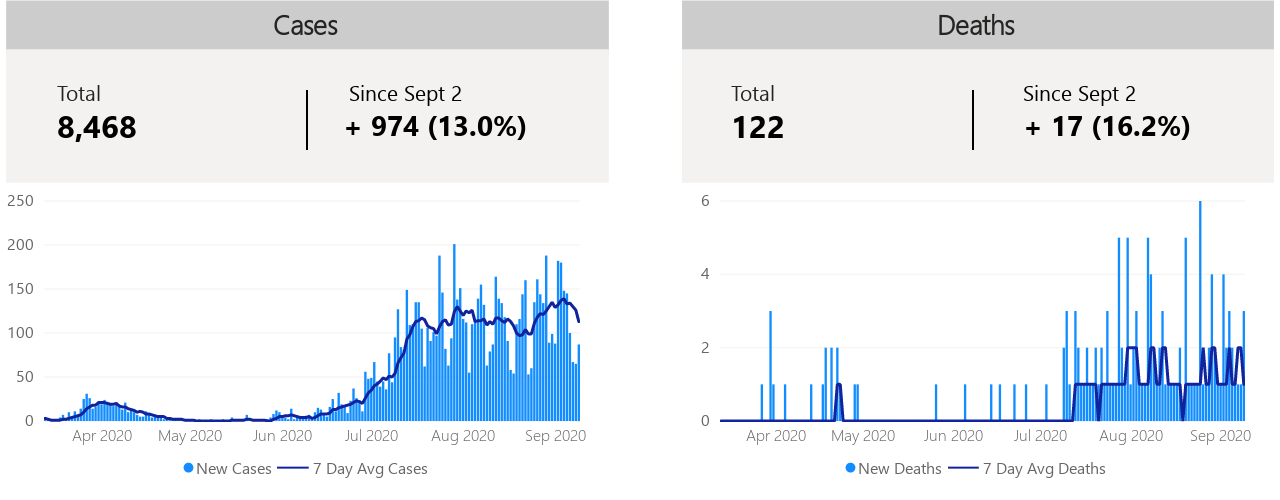 Cases
Total
8,468
Since Sept 2
+ 974 (13.0%)
250
200
150
100
50
0
Apr 2020 May 2020 Jun 2020 Jul 2020 Aug 2020 Sep 2020
New Cases 7 Day Avg Cases
Deaths
Total
122
Since Sept 2
+ 17 (16.2%)
6
4
2
0
Apr 2020 May 2020 Jun 2020 Jul 2020 Aug 2020 Sep 2020
New Deaths 7 Day Avg Deaths